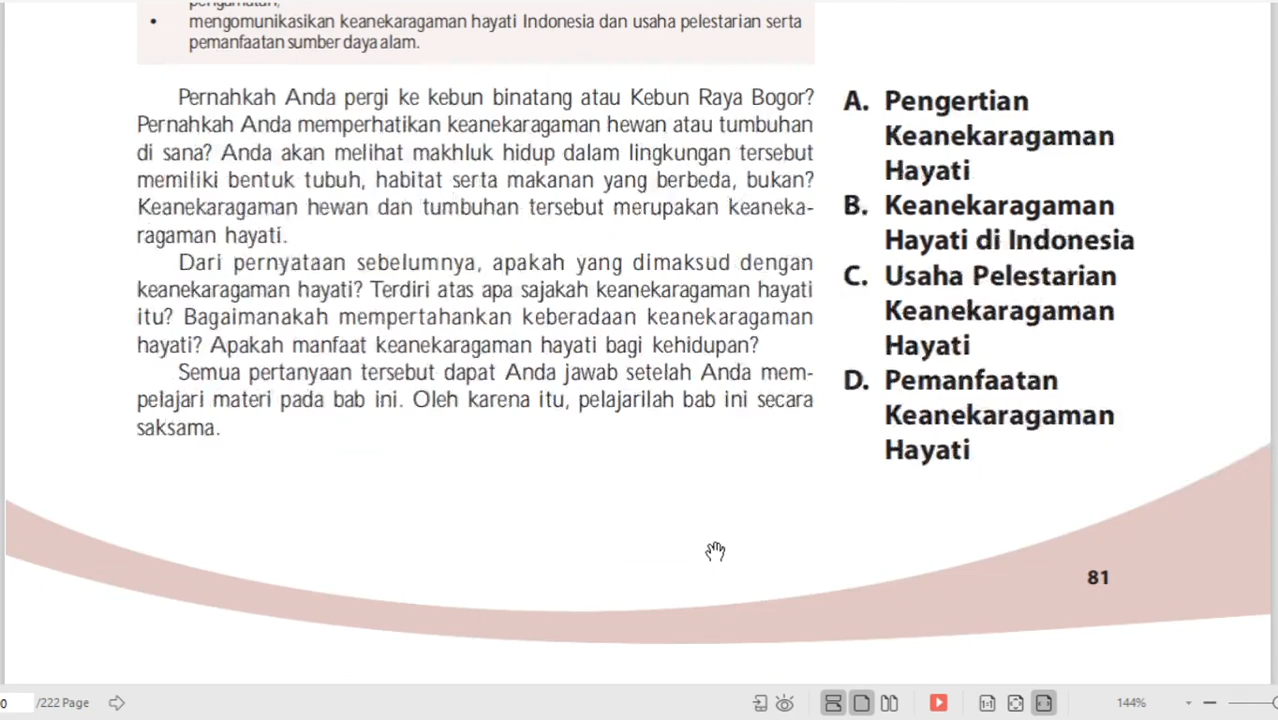 pengamatan;
• mengomunikasikan keanekaragaman hayati Indonesia dan usaha pelestarian serta
pemanfaatan sumber daya alam.
Pernahkah Anda pergi ke kebun binatang atau Kebun Raya Bogor?
Pernahkah Anda memperhatikan keanekaragaman hewan atau tumbuhan
di sana? Anda akan melihat makhluk hidup dalam lingkungan tersebut
memiliki bentuk tubuh, habitat serta makanan yang berbeda, bukan?
Keanekaragaman hewan dan tumbuhan tersebut merupakan keaneka-
ragaman hayati.
Dari pernyataan sebelumnya, apakah yang dimaksud dengan
keanekaragaman hayati? Terdiri atas apa sajakah keanekaragaman hayati
itu? Bagaimanakah mempertahankan keberadaan keanekaragaman
hayati? Apakah manfaat keanekaragaman hayati bagi kehidupan?
Semua pertanyaan tersebut dapat Anda jawab setelah Anda mem-
pelajari materi pada bab ini. Oleh karena itu, pelajarilah bab ini secara
saksama.
A. Pengertian
Keanekaragaman
Hayati
B. Keanekaragaman
Hayati di Indonesia
C. Usaha Pelestarian
Keanekaragaman
Hayati
D. Pemanfaatan
Keanekaragaman
Hayati
81
0 /222 Page
1:1
144%